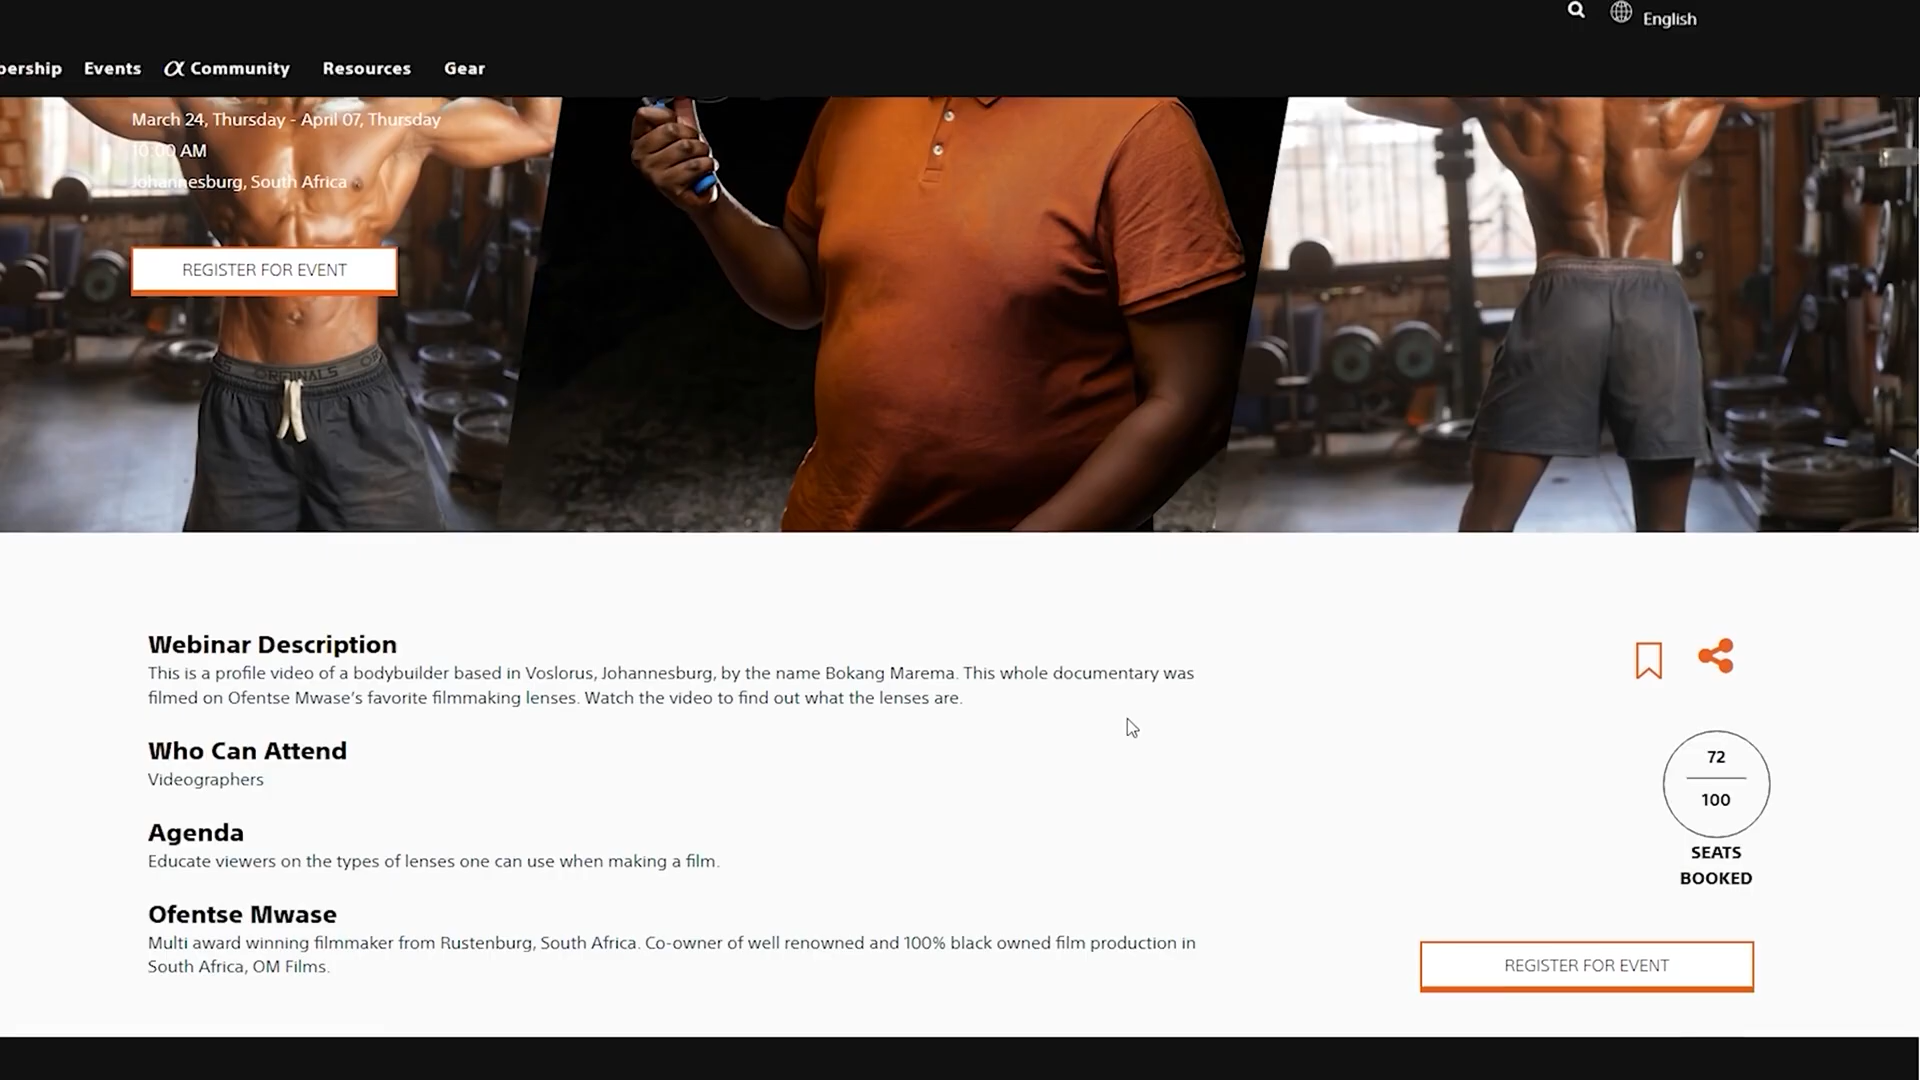 English
Events α Community Resources Gear
March 24, Thursday - April 07, Thursday
10:00 AM
Johannesburg, South Africa
REGISTER FOR EVENT
ORIGINALS
Webinar Description
This is a profile video of a bodybuilder based in Voslorus, Johannesburg, by the name Bokang Marema. This whole documentary was
filmed on Ofentse Mwase's favorite filmmaking lenses. Watch the video to find out what the lenses are.
Who Can Attend
Videographers
Agenda
Educate viewers on the types of lenses one can use when making a film.
Ofentse Mwase
Multi award winning filmmaker from Rustenburg, South Africa. Co-owner of well renowned and 100% black owned film production in
South Africa, OM Films.
72
100
SEATS
BOOKED
REGISTER FOR EVENT